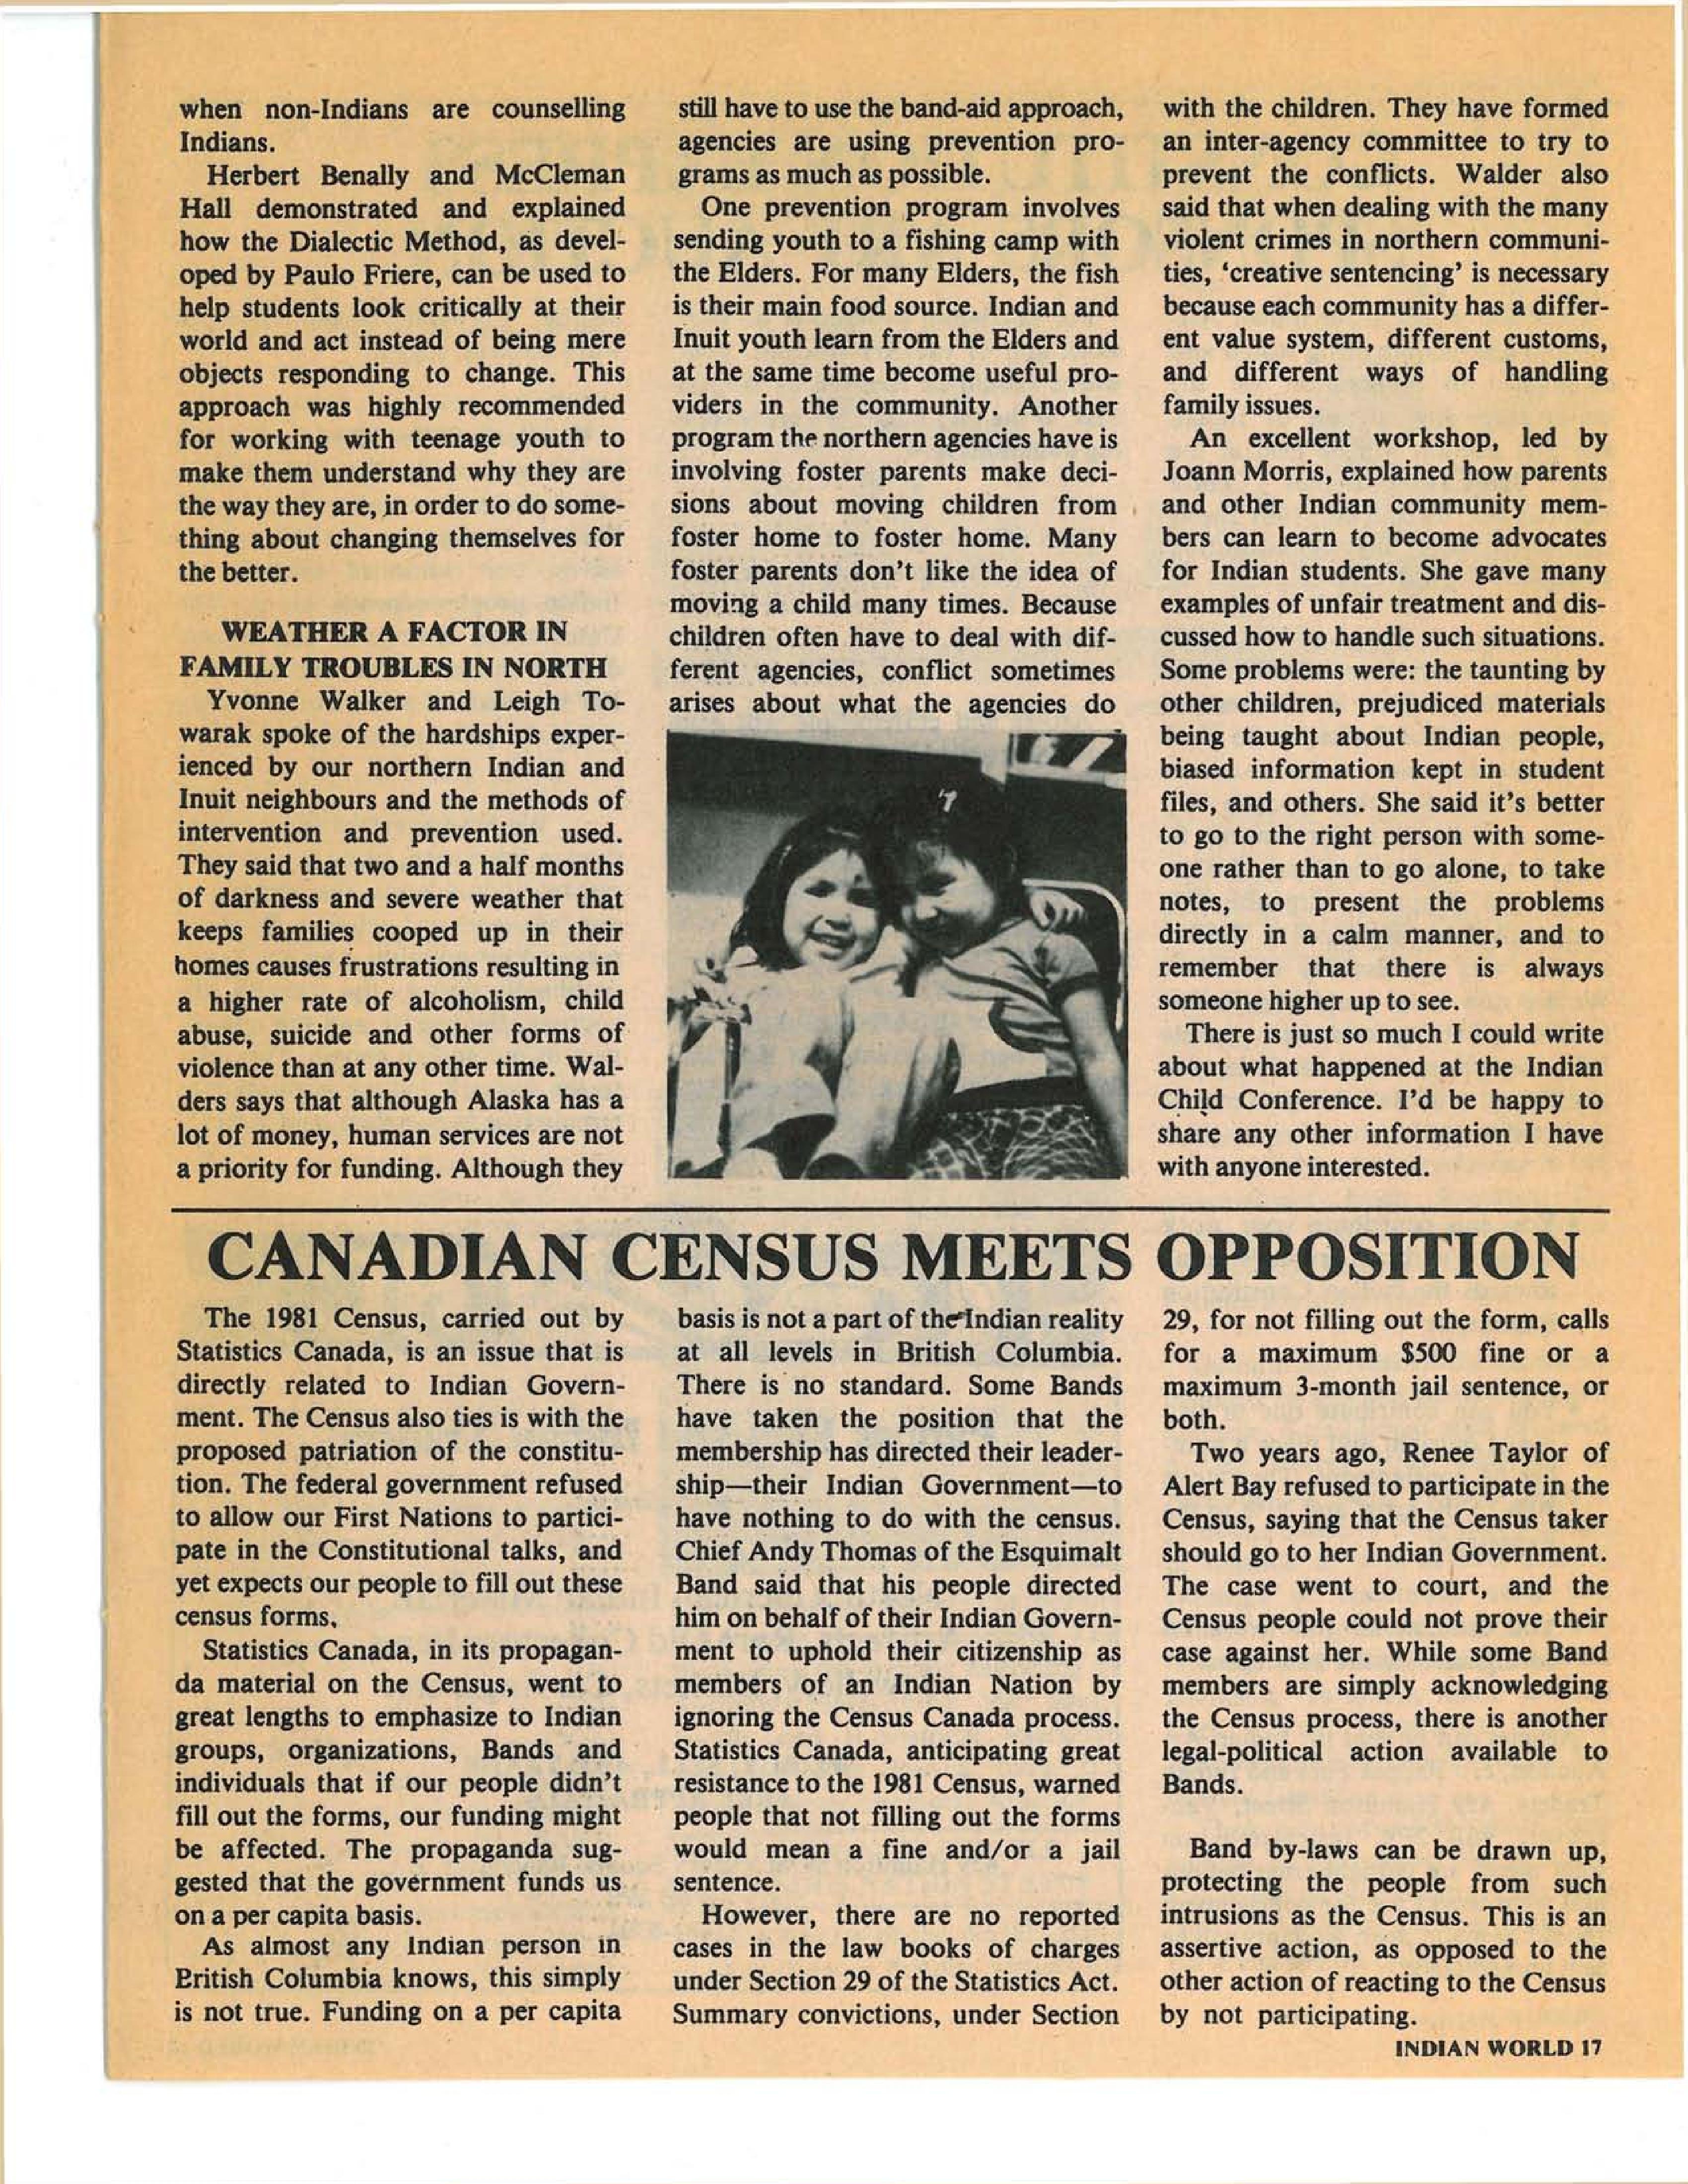 when non-Indians are counselling
Indians.
Herbert Benally and McCleman
Hall demonstrated and explained
how the Dialectic Method, as devel-
oped by Paulo Friere, can be used to
help students look critically at their
world and act instead of being mere
objects responding to change. This
approach was highly recommended
for working with teenage youth to
make them understand why they are
the way they are, in order to do some-
thing about changing themselves for
the better.
WEATHER A FACTOR IN
FAMILY TROUBLES IN NORTH
Yvonne Walker and Leigh To-
warak spoke of the hardships exper-
ienced by our northern Indian and
Inuit neighbours and the methods of
intervention and prevention used.
They said that two and a half months
of darkness and severe weather that
keeps families cooped up in their
homes causes frustrations resulting in
a higher rate of alcoholism, child
abuse, suicide and other forms of
violence than at any other time. Wal-
ders says that although Alaska has a
lot of money, human services are not
a priority for funding. Although they
still have to use the band-aid approach,
agencies are using prevention pro-
grams as much as possible.
One prevention program involves
sending youth to a fishing camp with
the Elders. For many Elders, the fish
is their main food source. Indian and
Inuit youth learn from the Elders and
at the same time become useful pro-
viders in the community. Another
program the northern agencies have is
involving foster parents make deci-
sions about moving children from
foster home to foster home. Many
foster parents don't like the idea of
moving a child many times. Because
children often have to deal with dif-
ferent agencies, conflict sometimes
arises about what the agencies do
with the children. They have formed
an inter-agency committee to try to
prevent the conflicts. Walder also
said that when dealing with the many
violent crimes in northern communi-
ties, 'creative sentencing' is necessary
because each community has a differ-
ent value system, different customs,
and different ways of handling
family issues.
An excellent workshop, led by
Joann Morris, explained how parents
and other Indian community mem-
bers can learn to become advocates
for Indian students. She gave many
examples of unfair treatment and dis-
cussed how to handle such situations.
Some problems were: the taunting by
other children, prejudiced materials
being taught about Indian people,
biased information kept in student
files, and others. She said it's better
to go to the right person with some-
one rather than to go alone, to take
notes, to present the problems
directly in a calm manner, and to
remember that there is always
someone higher up to see.
There is just so much I could write
about what happened at the Indian
Child Conference. I'd be happy to
share any other information I have
with anyone interested.
CANADIAN CENSUS MEETS OPPOSITION
The 1981 Census, carried out by
Statistics Canada, is an issue that is
directly related to Indian Govern-
ment. The Census also ties is with the
proposed patriation of the constitu-
tion. The federal government refused
to allow our First Nations to partici-
pate in the Constitutional talks, and
yet expects our people to fill out these
census forms.
Statistics Canada, in its propagan-
da material on the Census, went to
great lengths to emphasize to Indian
groups, organizations, Bands and
individuals that if our people didn't
fill out the forms, our funding might
be affected. The propaganda sug-
gested that the government funds us
on a per capita basis.
As almost any Indian person in
British Columbia knows, this simply
is not true. Funding on a per capita
basis is not a part of the Indian reality
at all levels in British Columbia.
There is no standard. Some Bands
have taken the position that the
membership has directed their leader-
ship—their Indian Government—to
have nothing to do with the census.
Chief Andy Thomas of the Esquimalt
Band said that his people directed
him on behalf of their Indian Govern-
ment to uphold their citizenship as
members of an Indian Nation by
ignoring the Census Canada process.
Statistics Canada, anticipating great
resistance to the 1981 Census, warned
people that not filling out the forms
would mean a fine and/or a jail
sentence.
However, there are no reported
cases in the law books of charges
under Section 29 of the Statistics Act.
Summary convictions, under Section
29, for not filling out the form, calls
for a maximum $500 fine or a
maximum 3-month jail sentence, or
both.
Two years ago, Renee Taylor of
Alert Bay refused to participate in the
Census, saying that the Census taker
should go to her Indian Government.
The case went to court, and the
Census people could not prove their
case against her. While some Band
members are simply acknowledging
the Census process, there is another
legal-political action available to
Bands.
Band by-laws can be drawn up,
protecting the people from such
intrusions as the Census. This is an
assertive action, as opposed to the
other action of reacting to the Census
by not participating.
INDIAN WORLD 17